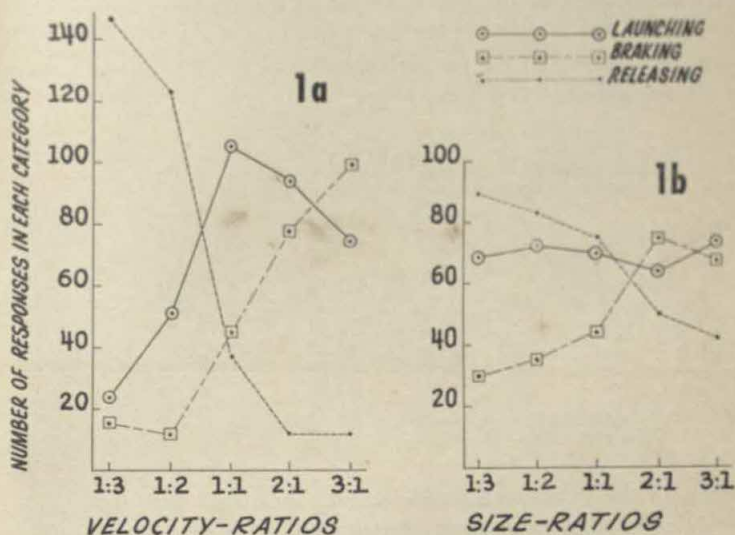 NUMBER OF RESPONSES IN EACH CATEGORY
140
120
100
80
60
40
20
1a
1:3 1:2 1:1 2:1 3:1
VELOCITY-RATIOS
LAUNCHING
BRAKING
RELEASING
100
80
60
40
20
1b
1:3 1:2 1:1 2:1 3:1
SIZE-RATIOS